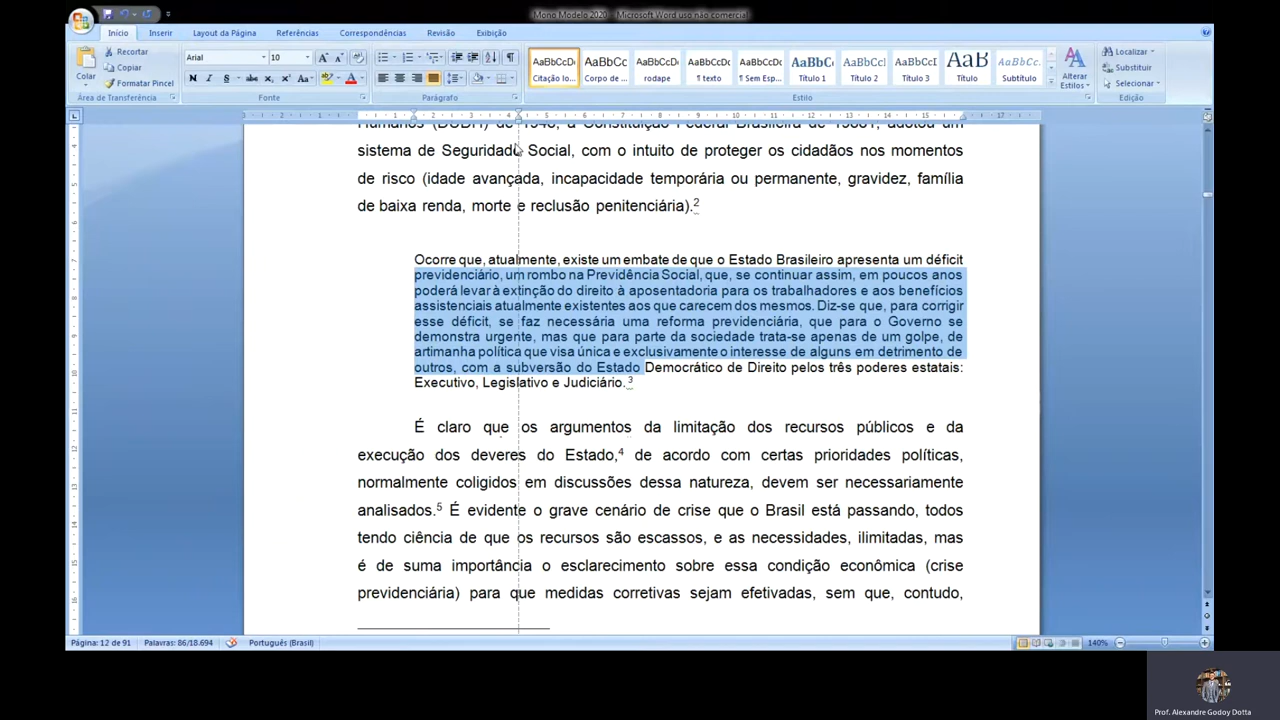 Mono Modelo 2020 - Microsoft Word uso não comercial
Início Inserir Layout da Página Referências Correspondências Revisão Exibição
Colar
Recortar
Copiar
Formatar Pincel
Área de Transferência
Arial 10
Fonte
Parágrafo
AaBbCcDc AaBbCc AaBbCcDc AaBbCcDc AaBbCcDc AaBbC AaBbCcDc AaBbCcI AaB AaBbCc.
Citação lo... Corpo de ... rodape ¶ texto ¶ Sem Esp... Título 1 Título 2 Título 3 Título Subtítulo
Alterar Estilos
Estilo
Localizar
Substituir
Selecionar
Edição
Humanos (DUDH) de 1948, a Constituição Federal Brasileira de 1988¹, adotou um
sistema de Seguridade Social, com o intuito de proteger os cidadãos nos momentos
de risco (idade avançada, incapacidade temporária ou permanente, gravidez, família
de baixa renda, morte e reclusão penitenciária).²
Ocorre que, atualmente, existe um embate de que o Estado Brasileiro apresenta um déficit
previdenciário, um rombo na Previdência Social, que, se continuar assim, em poucos anos
poderá levar à extinção do direito à aposentadoria para os trabalhadores e aos benefícios
assistenciais atualmente existentes aos que carecem dos mesmos. Diz-se que, para corrigir
esse déficit, se faz necessária uma reforma previdenciária, que para o Governo se
demonstra urgente, mas que para parte da sociedade trata-se apenas de um golpe, de
artimanha política que visa única e exclusivamente o interesse de alguns em detrimento de
outros, com a subversão do Estado Democrático de Direito pelos três poderes estatais:
Executivo, Legislativo e Judiciário. ³
É claro que os argumentos da limitação dos recursos públicos e da
execução dos deveres do Estado,⁴ de acordo com certas prioridades políticas,
normalmente coligidos em discussões dessa natureza, devem ser necessariamente
analisados.⁵ É evidente o grave cenário de crise que o Brasil está passando, todos
tendo ciência de que os recursos são escassos, e as necessidades, ilimitadas, mas
é de suma importância o esclarecimento sobre essa condição econômica (crise
previdenciária) para que medidas corretivas sejam efetivadas, sem que, contudo,
Página: 12 de 91 Palavras: 86/18.694 Português (Brasil) 140%
Prof. Alexandre Godoy Dotta